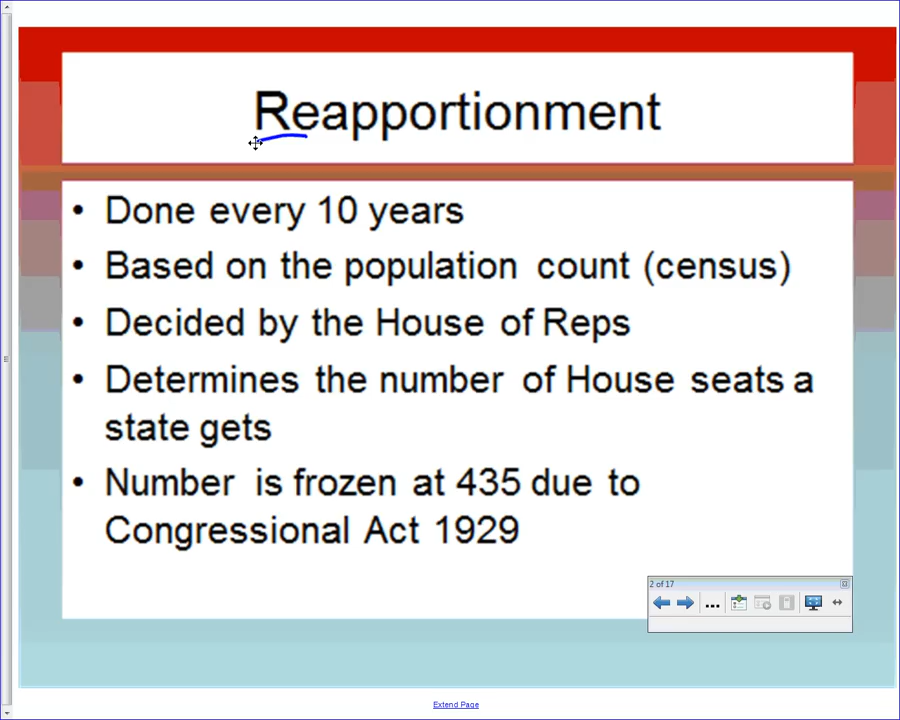 Reapportionment
• Done every 10 years
• Based on the population count (census)
• Decided by the House of Reps
• Determines the number of House seats a
state gets
• Number is frozen at 435 due to
Congressional Act 1929
2 of 17
...
Extend Page